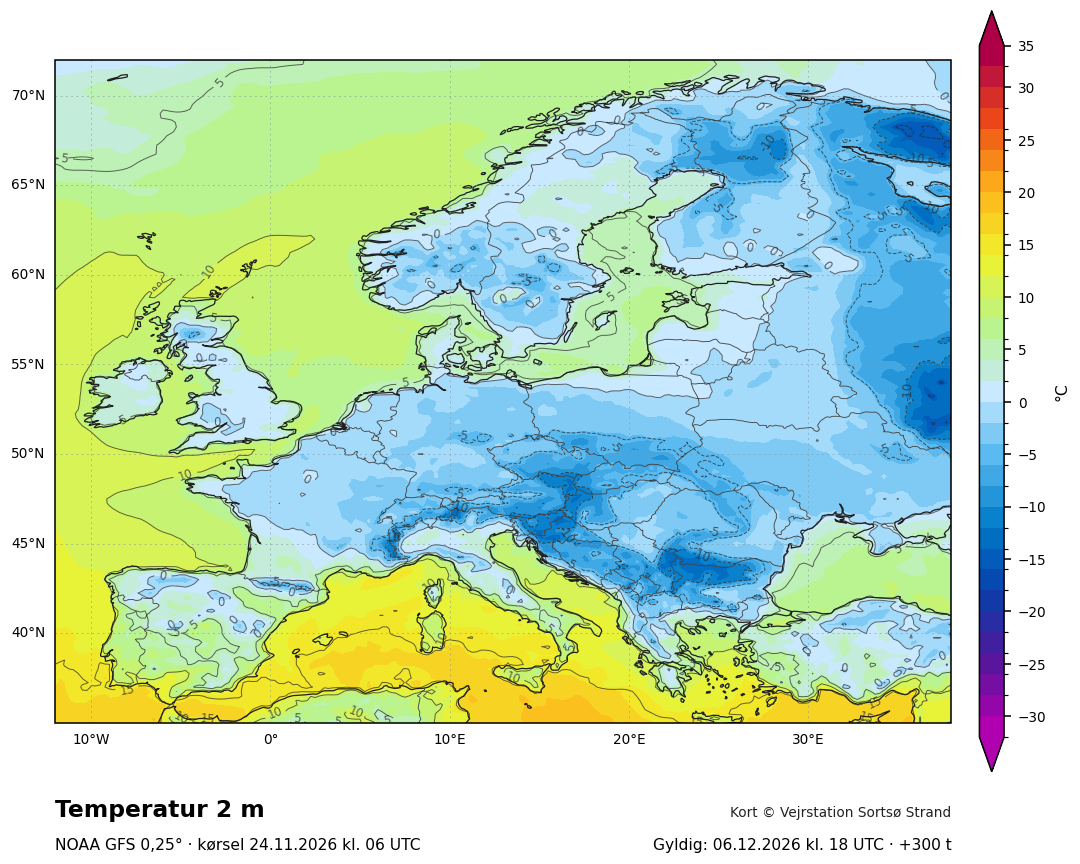 70°N
65°N
60°N
55°N
50°N
45°N
40°N
10°W
0°
10°E
20°E
30°E
35
30
25
20
15
10
5
0
−5
−10
−15
−20
−25
−30
°C
Temperatur 2 m
Kort © Vejrstation Sortsø Strand
NOAA GFS 0,25° · kørsel 24.11.2026 kl. 06 UTC
Gyldig: 06.12.2026 kl. 18 UTC · +300 t